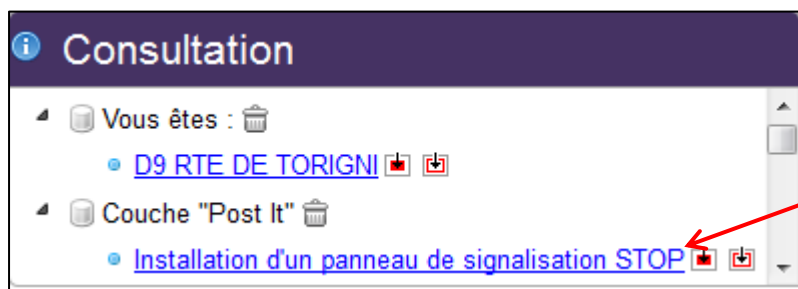 Consultation
Vous êtes :
D9 RTE DE TORIGNI
Couche "Post It"
Installation d'un panneau de signalisation STOP